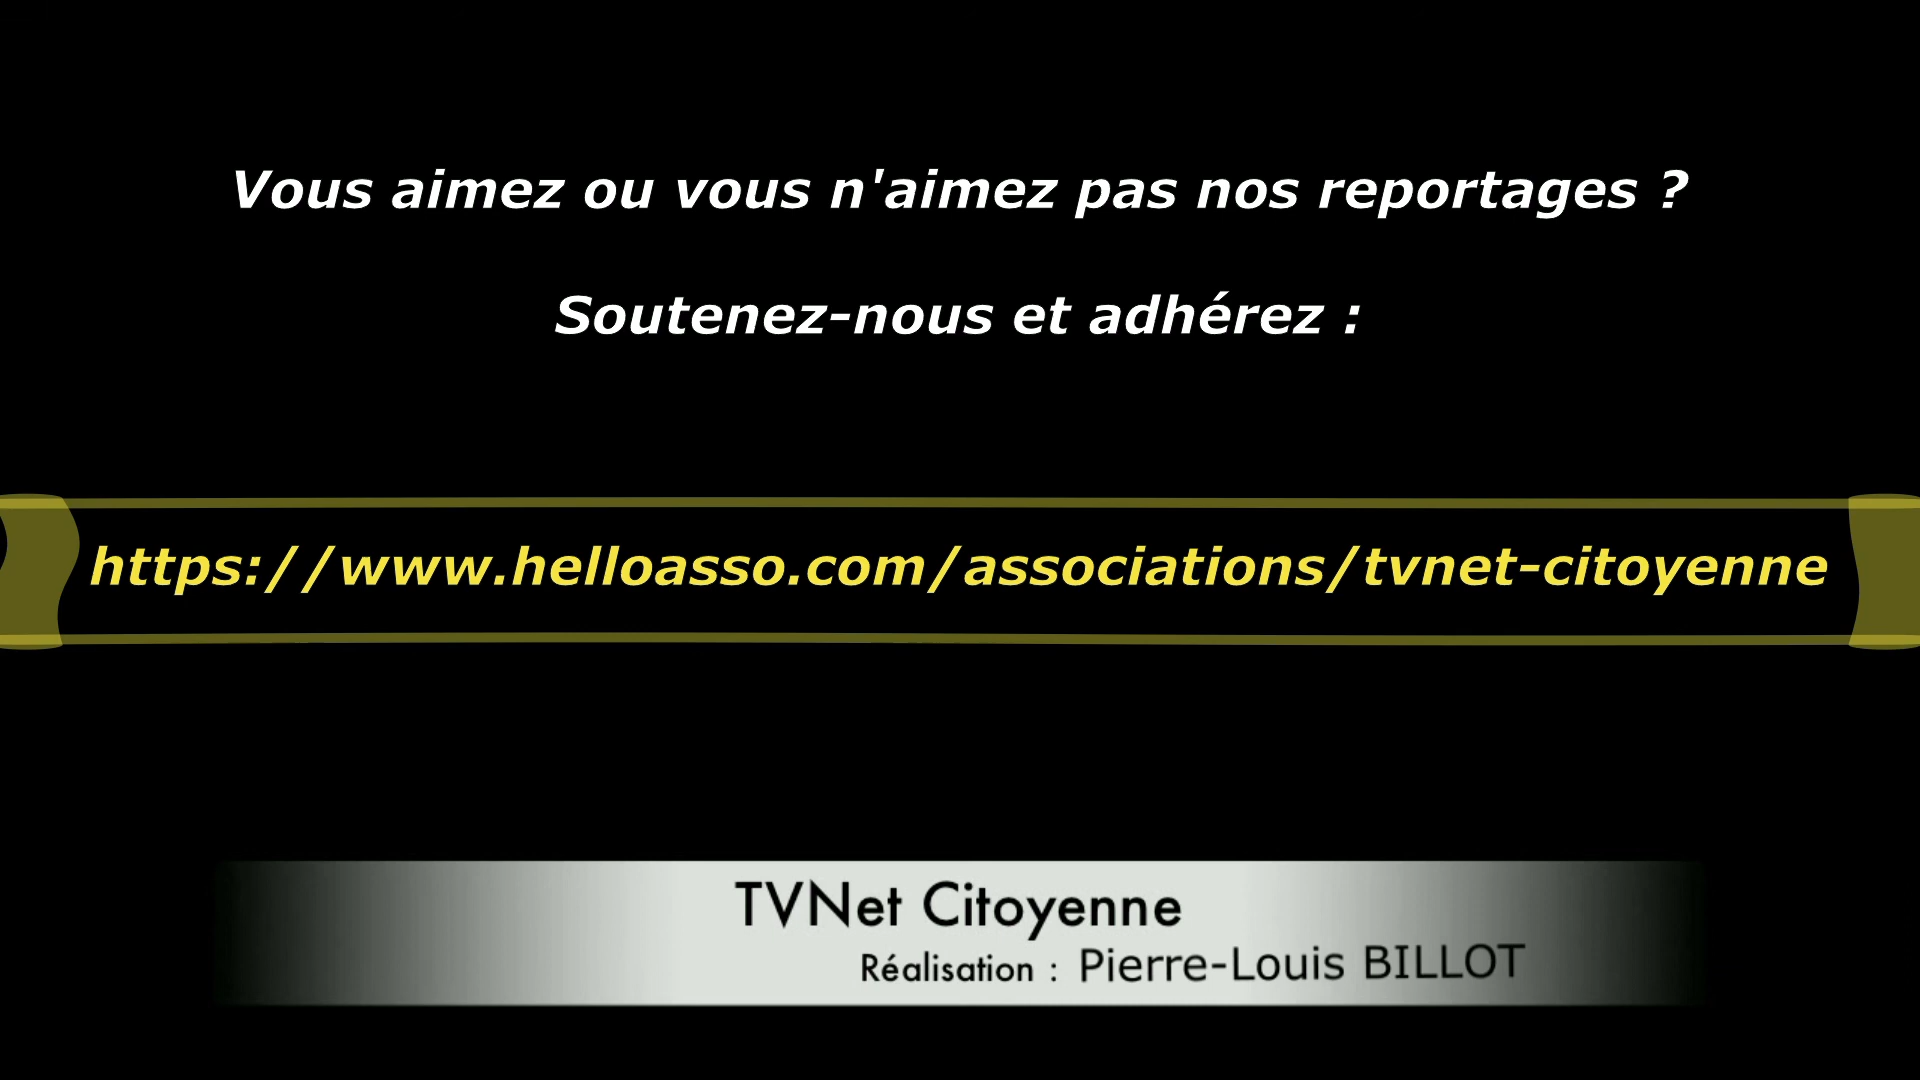 Vous aimez ou vous n'aimez pas nos reportages ?
Soutenez-nous et adhérez :
https://www.helloasso.com/associations/tvnet-citoyenne
TVNet Citoyenne
Réalisation : Pierre-Louis BILLOT